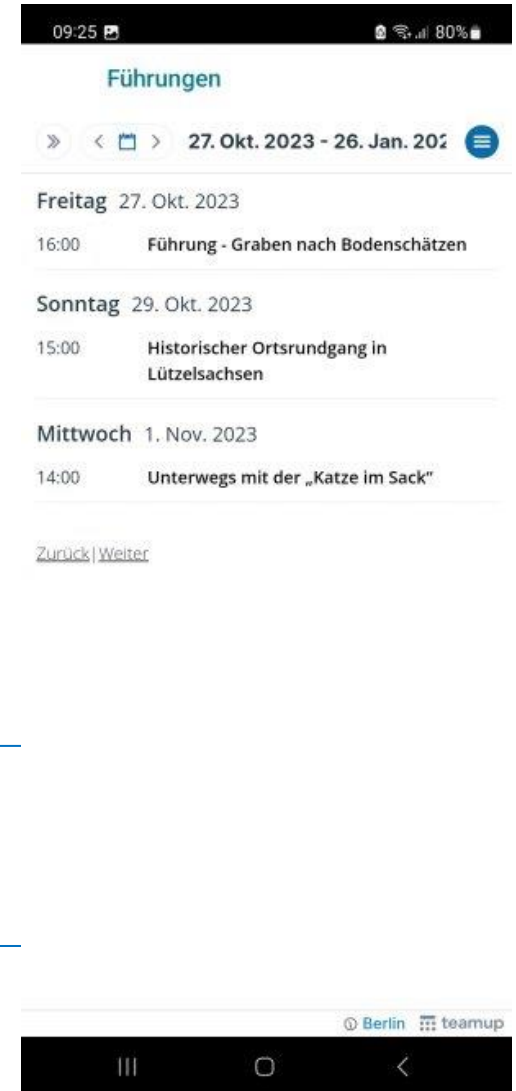 09:25 80%
Führungen
27. Okt. 2023 - 26. Jan. 202
Freitag 27. Okt. 2023
16:00 Führung - Graben nach Bodenschätzen
Sonntag 29. Okt. 2023
15:00 Historischer Ortsrundgang in
Lützelsachsen
Mittwoch 1. Nov. 2023
14:00 Unterwegs mit der „Katze im Sack“
Zurück | Weiter
Berlin teamup